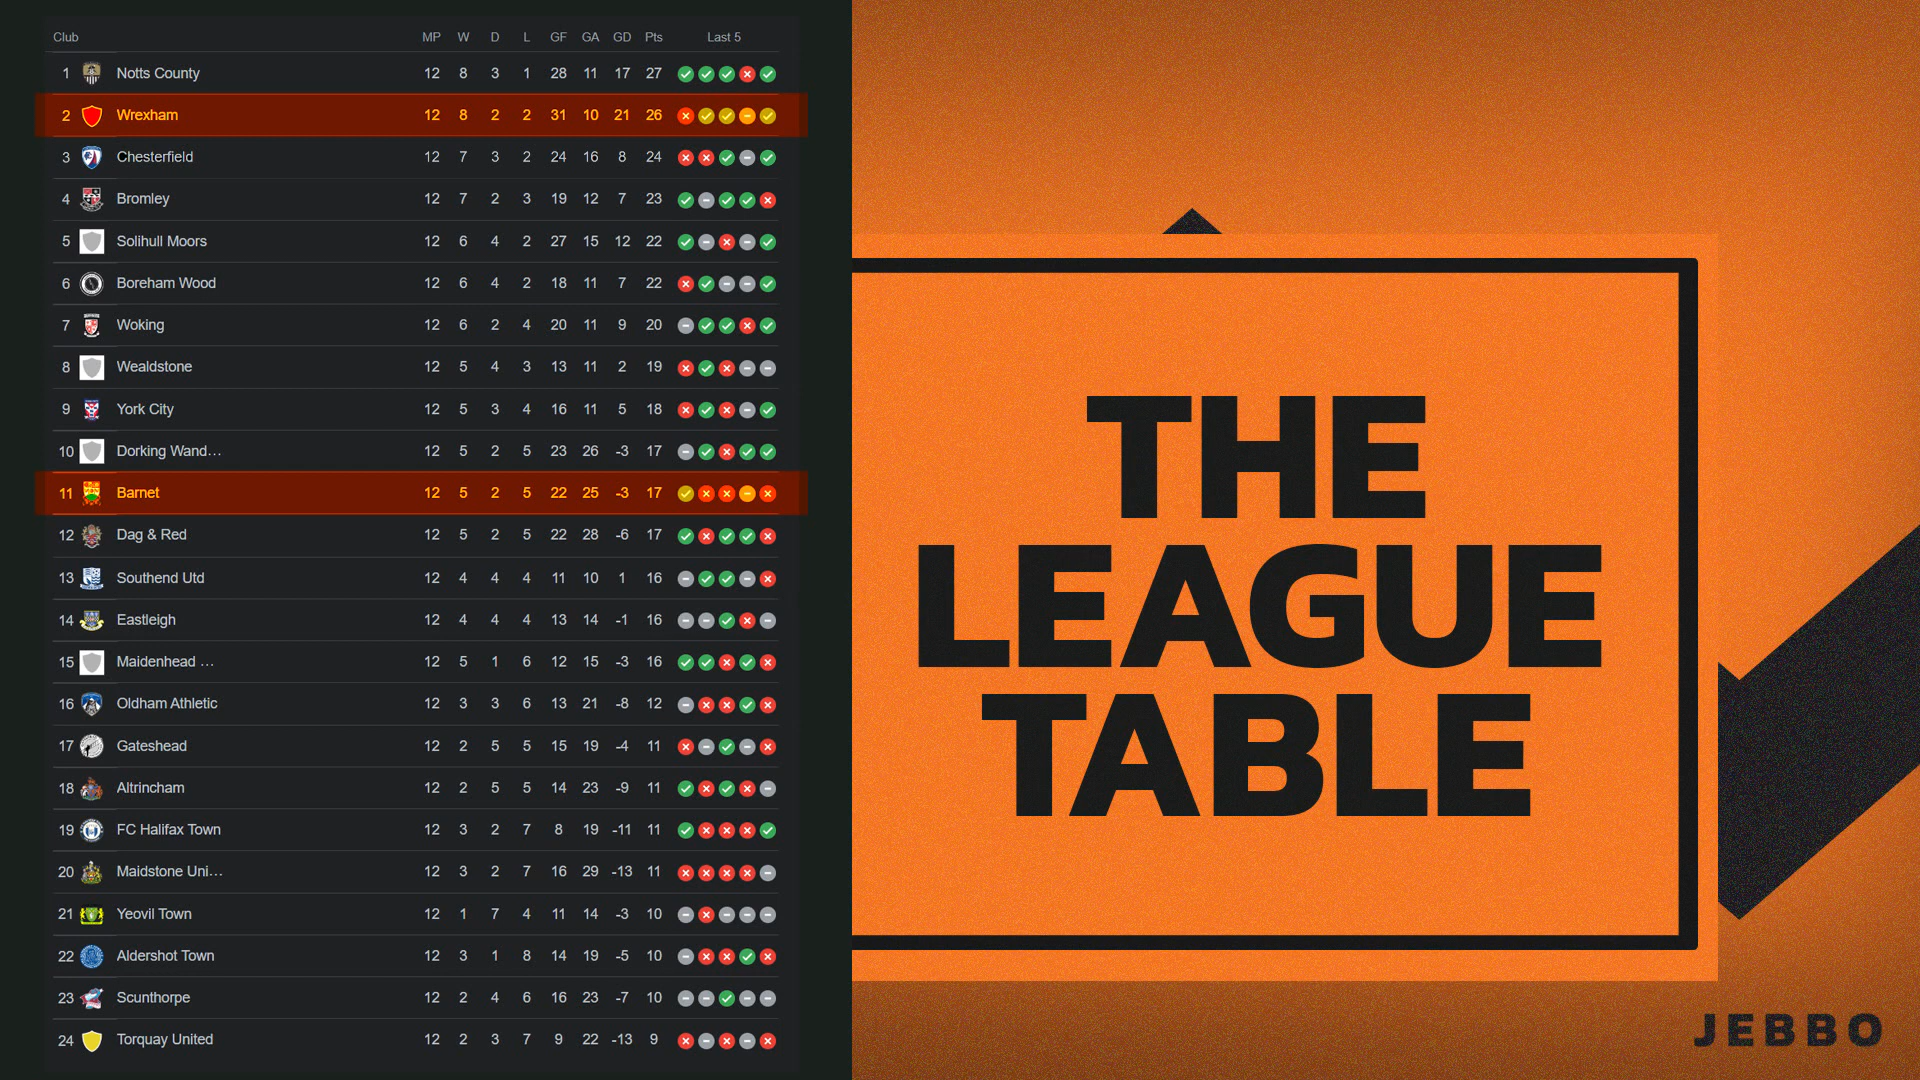 Club MP W D L GF GA GD Pts Last 5
1 Notts County 12 8 3 1 28 11 17 27
2 Wrexham 12 8 2 2 31 10 21 26
3 Chesterfield 12 7 3 2 24 16 8 24
4 Bromley 12 7 2 3 19 12 7 23
5 Solihull Moors 12 6 4 2 27 15 12 22
6 Boreham Wood 12 6 4 2 18 11 7 22
7 Woking 12 6 2 4 20 11 9 20
8 Wealdstone 12 5 4 3 13 11 2 19
9 York City 12 5 3 4 16 11 5 18
10 Dorking Wand... 12 5 2 5 23 26 -3 17
11 Barnet 12 5 2 5 22 25 -3 17
12 Dag & Red 12 5 2 5 22 28 -6 17
13 Southend Utd 12 4 4 4 11 10 1 16
14 Eastleigh 12 4 4 4 13 14 -1 16
15 Maidenhead ... 12 5 1 6 12 15 -3 16
16 Oldham Athletic 12 3 3 6 13 21 -8 12
17 Gateshead 12 2 5 5 15 19 -4 11
18 Altrincham 12 2 5 5 14 23 -9 11
19 FC Halifax Town 12 3 2 7 8 19 -11 11
20 Maidstone Uni... 12 3 2 7 16 29 -13 11
21 Yeovil Town 12 1 7 4 11 14 -3 10
22 Aldershot Town 12 3 1 8 14 19 -5 10
23 Scunthorpe 12 2 4 6 16 23 -7 10
24 Torquay United 12 2 3 7 9 22 -13 9
THE
LEAGUE
TABLE
JEBBO